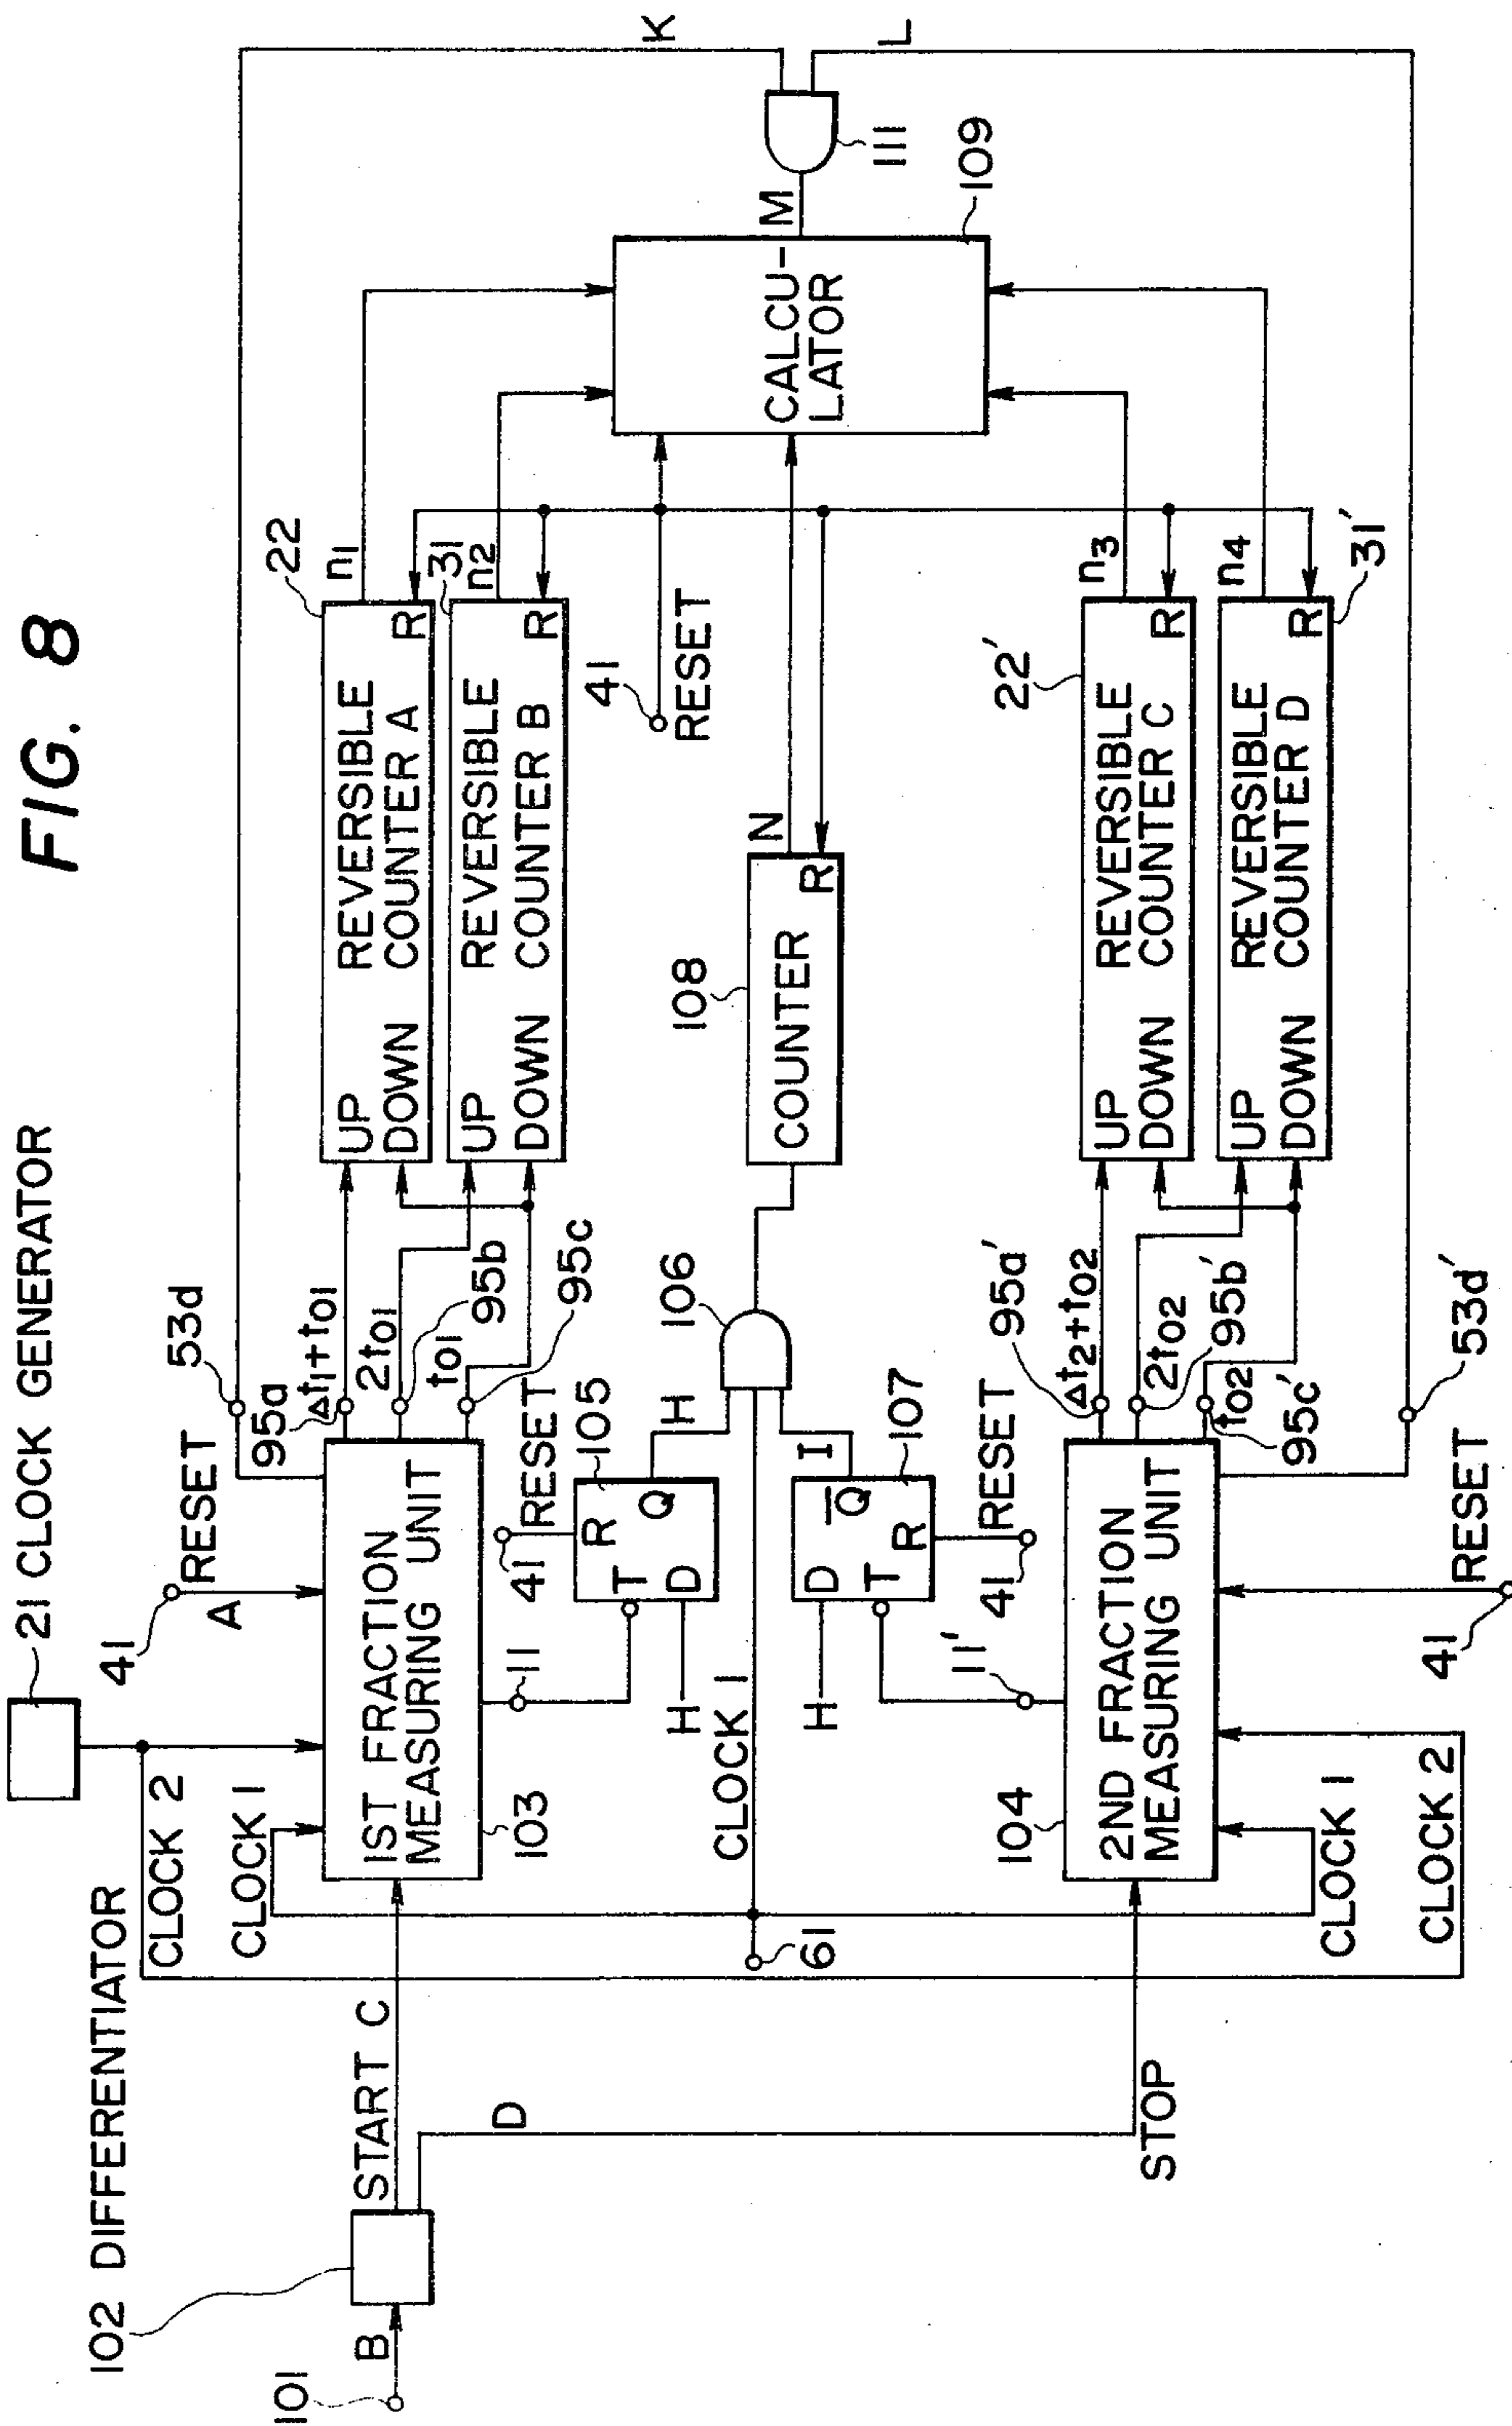 FIG. 8
21 CLOCK GENERATOR
102 DIFFERENTIATOR
101
B
START C
D
STOP
CLOCK 2
CLOCK 1
41
RESET
A
1ST FRACTION
MEASURING UNIT
103
53d
95a
Δt1+t01
2t01
95b
t01
95c
UP REVERSIBLE
DOWN COUNTER A
R
22
n1
UP REVERSIBLE
DOWN COUNTER B
R
31
n2
K
L
111
M
109
CALCU-
LATOR
41
RESET
11
H
41
RESET
105
R
T
D
Q
H
CLOCK 1
61
106
108
COUNTER
R
N
H
D
T
R
Q̅
I
107
41
RESET
11'
104
2ND FRACTION
MEASURING UNIT
CLOCK 1
CLOCK 2
41
RESET
53d'
95a'
Δt2+t02
2t02
95b'
t02
95c'
UP REVERSIBLE
DOWN COUNTER C
R
22'
n3
UP REVERSIBLE
DOWN COUNTER D
R
31'
n4